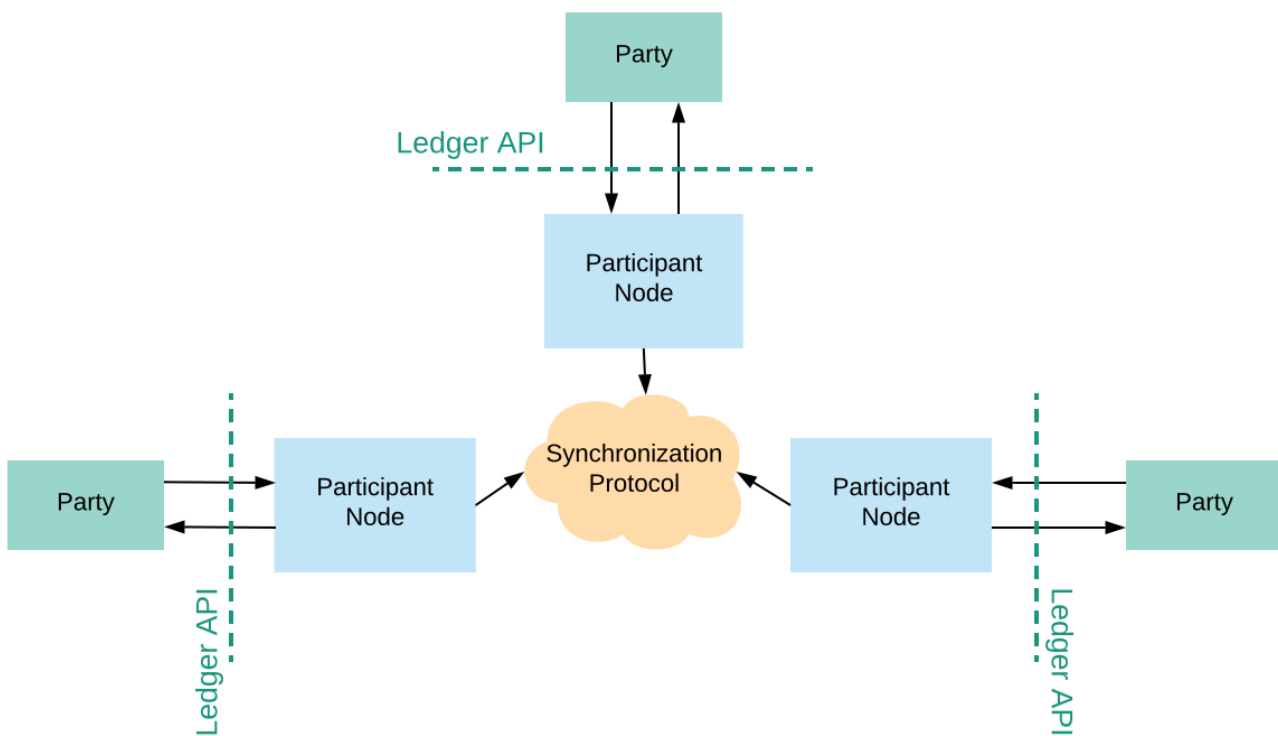 Party
Ledger API
Participant
Node
Synchronization
Protocol
Party
Participant
Node
Ledger API
Participant
Node
Party
Ledger API